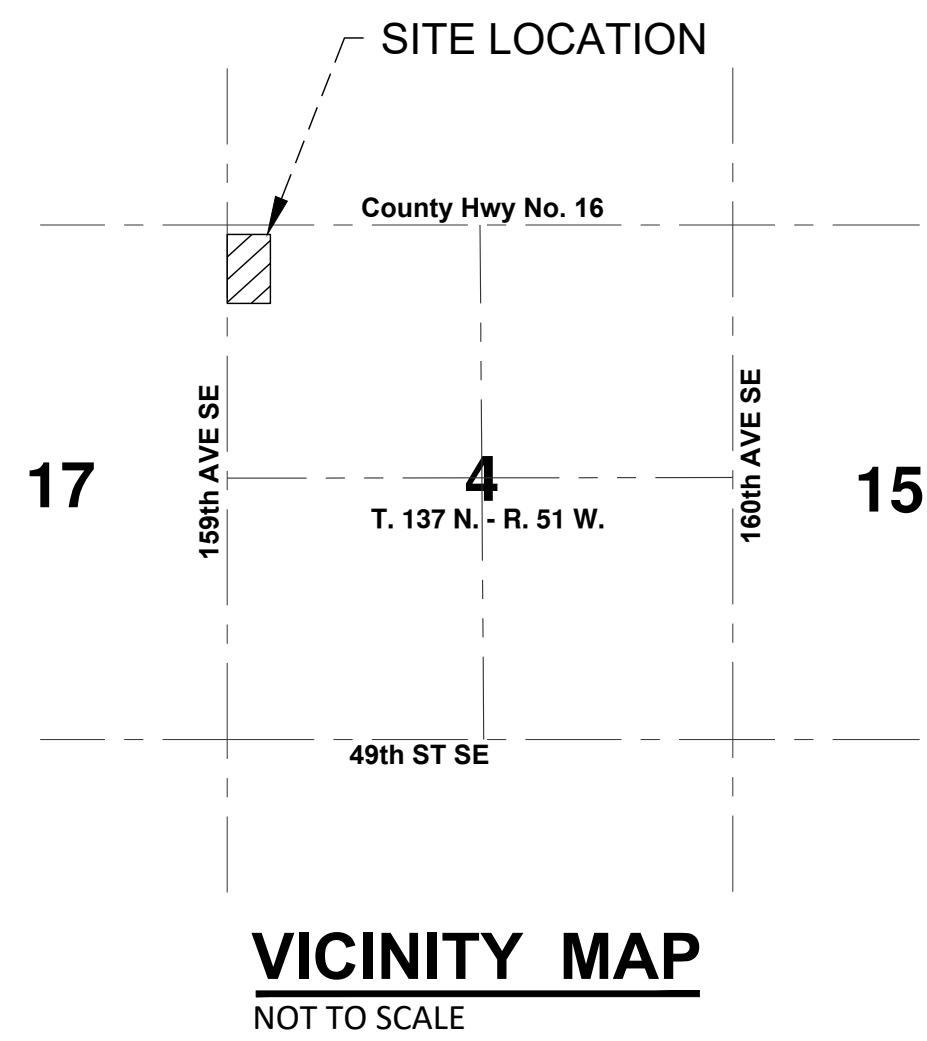 SITE LOCATION
County Hwy No. 16
159th AVE SE
160th AVE SE
17
4
15
T. 137 N. - R. 51 W.
49th ST SE
VICINITY MAP
NOT TO SCALE